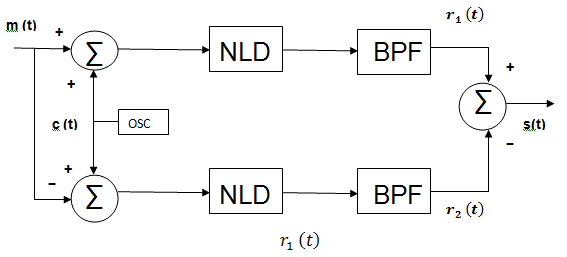 r₁ (t)
m (t)
+
Σ
NLD
BPF
+
+
c (t)
OSC
Σ
s(t)
+
−
−
Σ
NLD
BPF
r₂ (t)
r₁ (t)